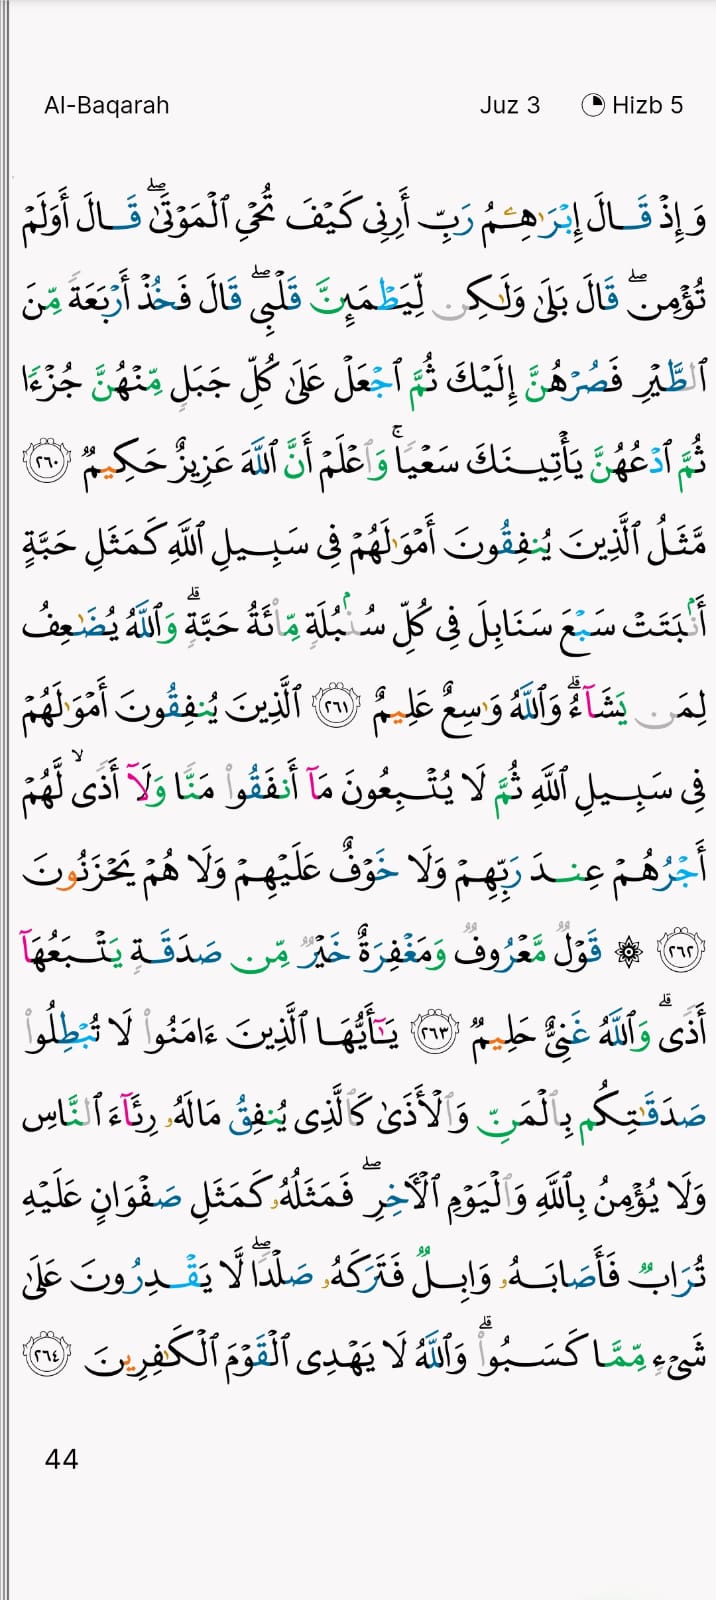 Al-Baqarah Juz 3 Hizb 5
وَإِذۡ قَالَ إِبۡرَٰهِـۧمُ رَبِّ أَرِنِي كَيۡفَ تُحۡيِ ٱلۡمَوۡتَىٰۖ قَالَ أَوَلَمۡ
تُؤۡمِنۖ قَالَ بَلَىٰ وَلَٰكِن لِّيَطۡمَئِنَّ قَلۡبِيۖ قَالَ فَخُذۡ أَرۡبَعَةٗ مِّنَ
ٱلطَّيۡرِ فَصُرۡهُنَّ إِلَيۡكَ ثُمَّ ٱجۡعَلۡ عَلَىٰ كُلِّ جَبَلٖ مِّنۡهُنَّ جُزۡءٗا
ثُمَّ ٱدۡعُهُنَّ يَأۡتِينَكَ سَعۡيٗاۚ وَٱعۡلَمۡ أَنَّ ٱللَّهَ عَزِيزٌ حَكِيمٞ ٢٦٠
مَّثَلُ ٱلَّذِينَ يُنفِقُونَ أَمۡوَٰلَهُمۡ فِي سَبِيلِ ٱللَّهِ كَمَثَلِ حَبَّةٍ
أَنۢبَتَتۡ سَبۡعَ سَنَابِلَ فِي كُلِّ سُنۢبُلَةٖ مِّاْئَةُ حَبَّةٖۗ وَٱللَّهُ يُضَٰعِفُ
لِمَن يَشَآءُۗ وَٱللَّهُ وَٰسِعٌ عَلِيمٌ ٢٦١ ٱلَّذِينَ يُنفِقُونَ أَمۡوَٰلَهُمۡ
فِي سَبِيلِ ٱللَّهِ ثُمَّ لَا يُتۡبِعُونَ مَآ أَنفَقُواْ مَنّٗا وَلَآ أَذٗى لَّهُمۡ
أَجۡرُهُمۡ عِندَ رَبِّهِمۡ وَلَا خَوۡفٌ عَلَيۡهِمۡ وَلَا هُمۡ يَحۡزَنُونَ
٢٦٢ ۞ قَوۡلٞ مَّعۡرُوفٞ وَمَغۡفِرَةٌ خَيۡرٞ مِّن صَدَقَةٖ يَتۡبَعُهَآ
أَذٗىۗ وَٱللَّهُ غَنِيٌّ حَلِيمٞ ٢٦٣ يَٰٓأَيُّهَا ٱلَّذِينَ ءَامَنُواْ لَا تُبۡطِلُواْ
صَدَقَٰتِكُم بِٱلۡمَنِّ وَٱلۡأَذَىٰ كَٱلَّذِي يُنفِقُ مَالَهُۥ رِئَآءَ ٱلنَّاسِ
وَلَا يُؤۡمِنُ بِٱللَّهِ وَٱلۡيَوۡمِ ٱلۡأٓخِرِۖ فَمَثَلُهُۥ كَمَثَلِ صَفۡوَانٍ عَلَيۡهِ
تُرَابٞ فَأَصَابَهُۥ وَابِلٞ فَتَرَكَهُۥ صَلۡدٗاۖ لَّا يَقۡدِرُونَ عَلَىٰ
شَيۡءٖ مِّمَّا كَسَبُواْۗ وَٱللَّهُ لَا يَهۡدِي ٱلۡقَوۡمَ ٱلۡكَٰفِرِينَ ٢٦٤
44